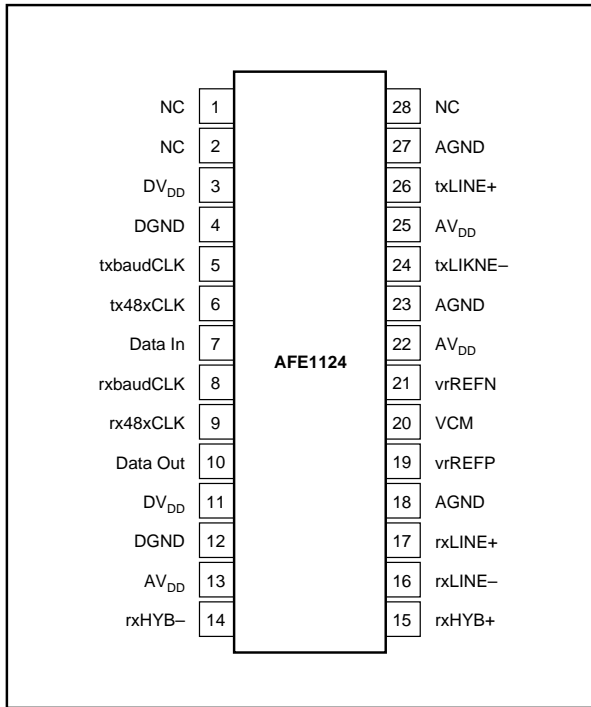 NC 1 28 NC
NC 2 27 AGND
DVDD 3 26 txLINE+
DGND 4 25 AVDD
txbaudCLK 5 24 txLIKNE–
tx48xCLK 6 23 AGND
Data In 7 22 AVDD
AFE1124
rxbaudCLK 8 21 vrREFN
rx48xCLK 9 20 VCM
Data Out 10 19 vrREFP
DVDD 11 18 AGND
DGND 12 17 rxLINE+
AVDD 13 16 rxLINE–
rxHYB– 14 15 rxHYB+